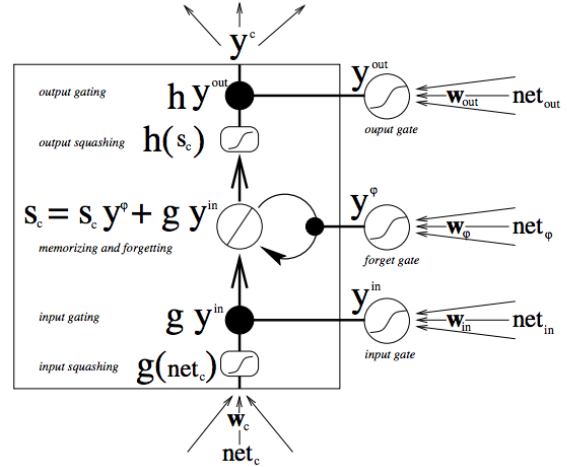 y^c
output gating h y^out
y^out
w_out net_out
ouput gate
output squashing h(s_c)
s_c = s_c y^φ + g y^in
memorizing and forgetting
y^φ
w_φ net_φ
forget gate
input gating g y^in
y^in
w_in net_in
input gate
input squashing g(net_c)
w_c
net_c